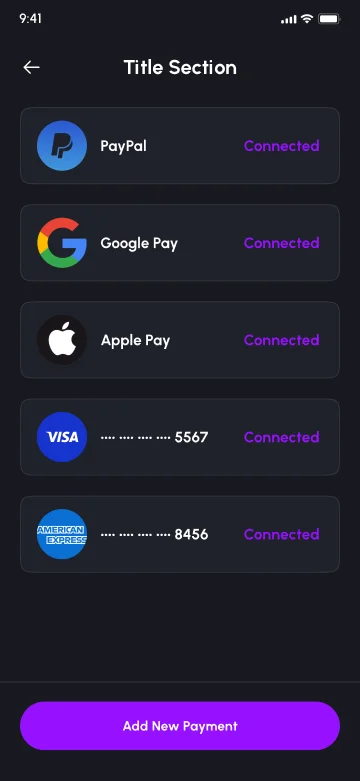 9:41
Title Section
PayPal Connected
Google Pay Connected
Apple Pay Connected
VISA •••• •••• •••• •••• 5567 Connected
AMERICAN
EXPRESS
•••• •••• •••• •••• 8456 Connected
Add New Payment